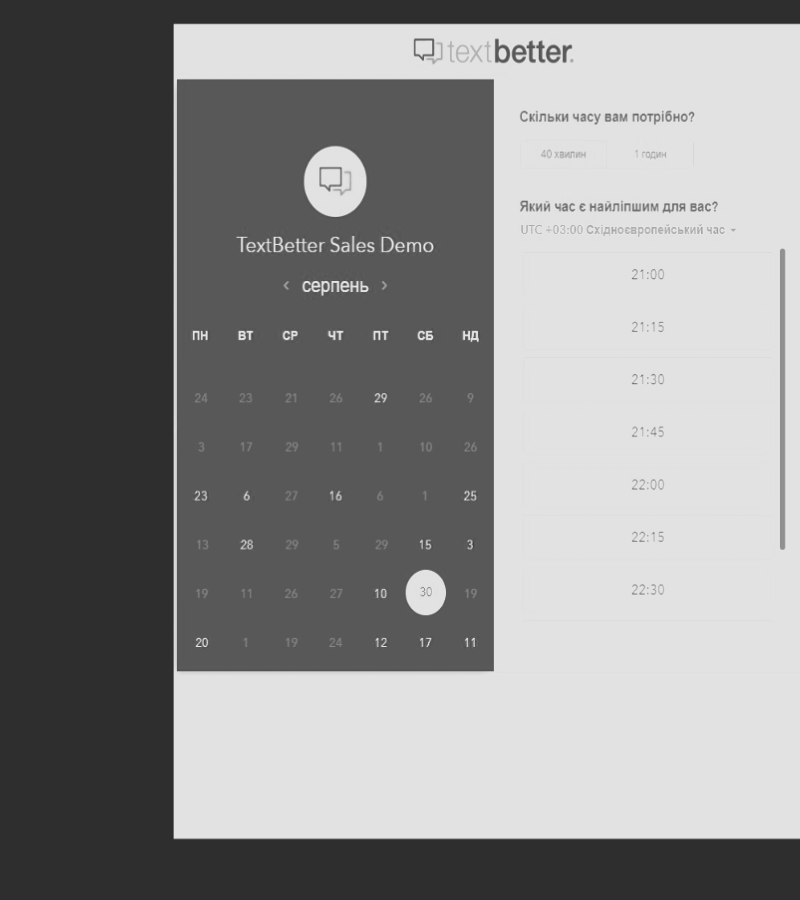 textbetter.
TextBetter Sales Demo
‹ серпень ›
ПН ВТ СР ЧТ ПТ СБ НД
24 23 21 26 29 26 9
3 17 29 11 1 10 26
23 6 27 16 6 1 25
13 28 29 5 29 15 3
19 11 26 27 10 30 19
20 1 19 24 12 17 11
Скільки часу вам потрібно?
40 хвилин 1 годин
Який час є найліпшим для вас?
UTC +03:00 Східноєвропейський час
21:00
21:15
21:30
21:45
22:00
22:15
22:30